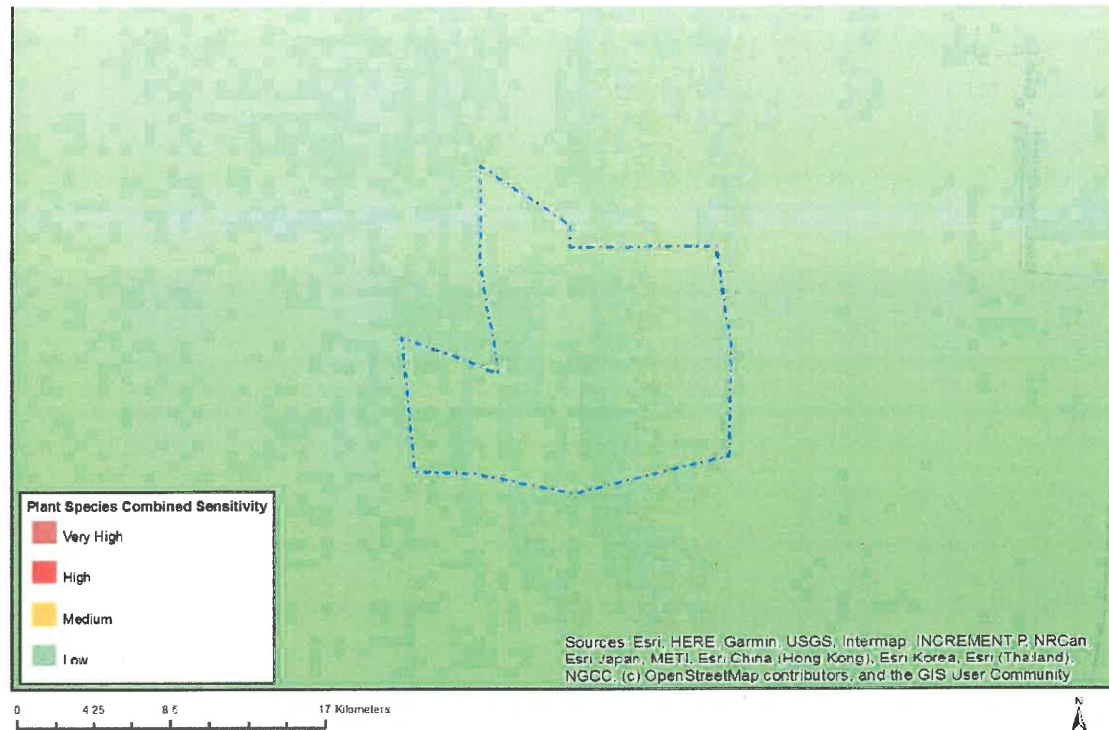 Plant Species Combined Sensitivity
Very High
High
Medium
Low
Sources: Esri, HERE, Garmin, USGS, Intermap, INCREMENT P, NRCan,
Esri Japan, METI, Esri China (Hong Kong), Esri Korea, Esri (Thailand),
NGCC, (c) OpenStreetMap contributors, and the GIS User Community
0 4.25 8.5 17 Kilometers
N